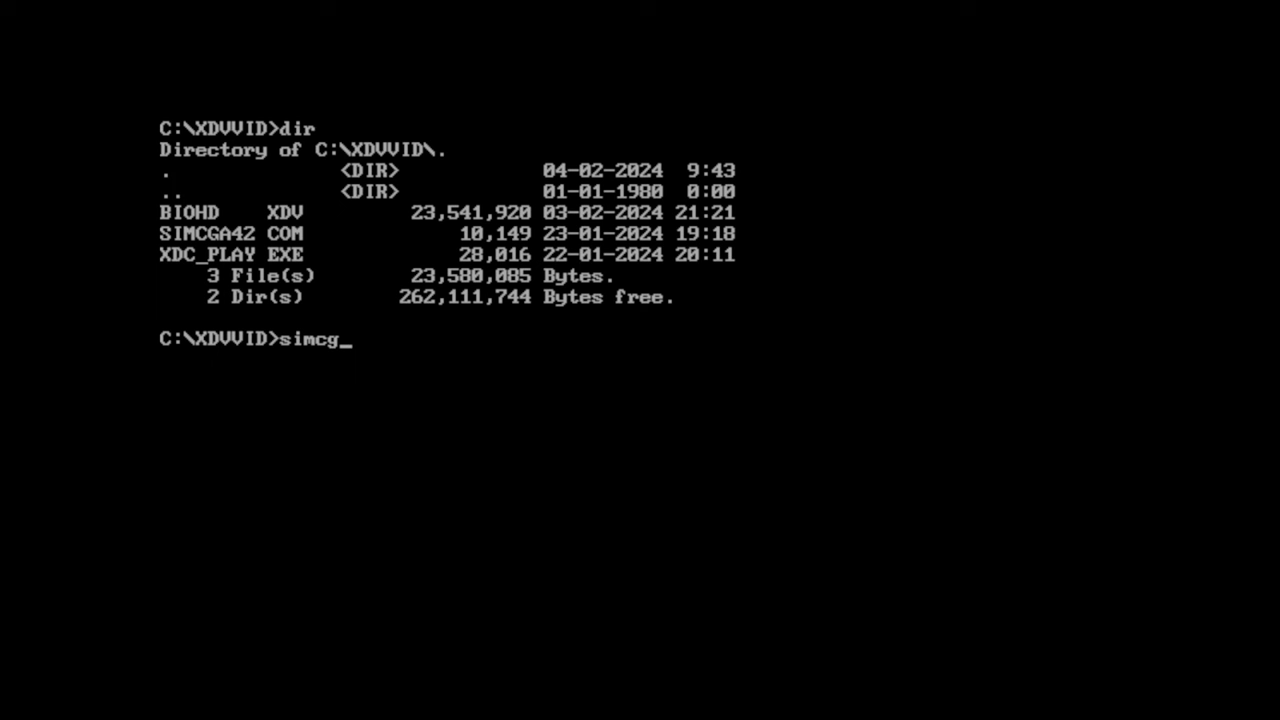 C:\XDVVID>dir
Directory of C:\XDVVID\.
. <DIR> 04-02-2024 9:43
.. <DIR> 01-01-1980 0:00
BIOHD XDV 23,541,920 03-02-2024 21:21
SIMCGA42 COM 10,149 23-01-2024 19:18
XDC_PLAY EXE 28,016 22-01-2024 20:11
3 File(s) 23,580,085 Bytes.
2 Dir(s) 262,111,744 Bytes free.
C:\XDVVID>simcg_